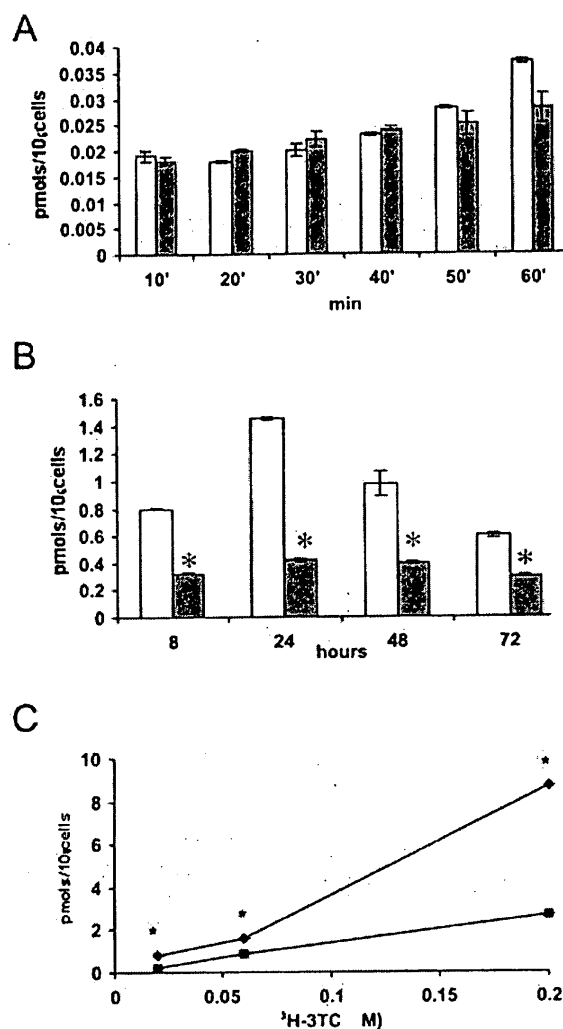 A
0.04
0.035
0.03
0.025
0.02
0.015
0.01
0.005
0
pmols/10₆cells
10' 20' 30' 40' 50' 60'
min
B
1.6
1.4
1.2
1
0.8
0.6
0.4
0.2
0
pmols/10₆cells
* * * *
8 24 48 72
hours
C
10
8
6
4
2
0
pmols/10₆cells
* * *
0 0.05 0.1 0.15 0.2
³H-3TC M)